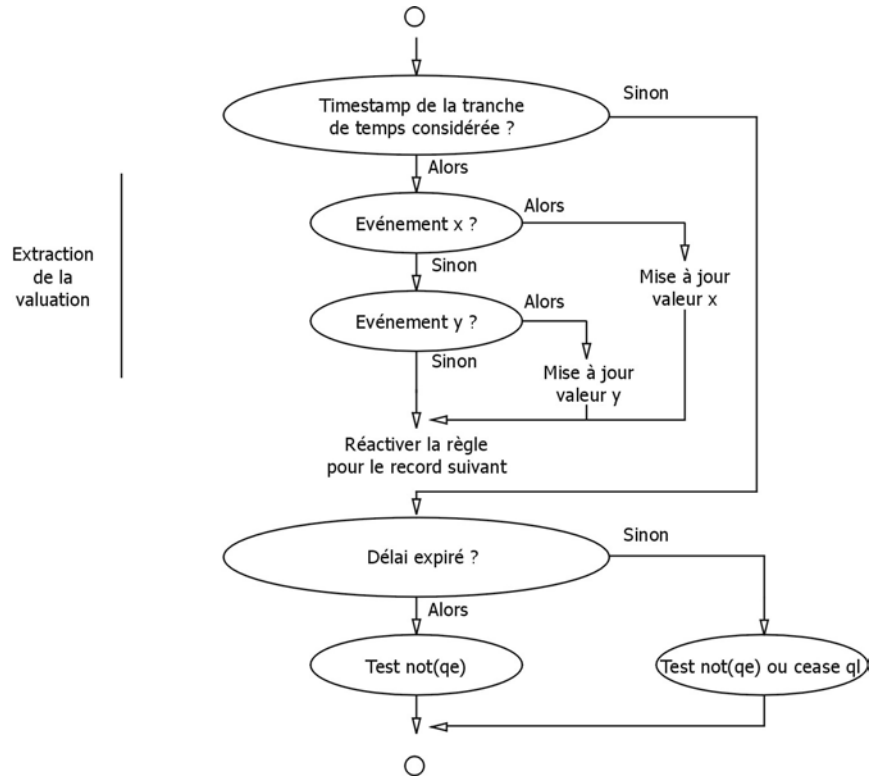 Timestamp de la tranche
de temps considérée ?
Sinon
Alors
Extraction
de la
valuation
Evénement x ?
Alors
Sinon
Mise à jour
valeur x
Evénement y ?
Alors
Sinon
Mise à jour
valeur y
Réactiver la règle
pour le record suivant
Délai expiré ?
Sinon
Alors
Test not(qe)
Test not(qe) ou cease ql